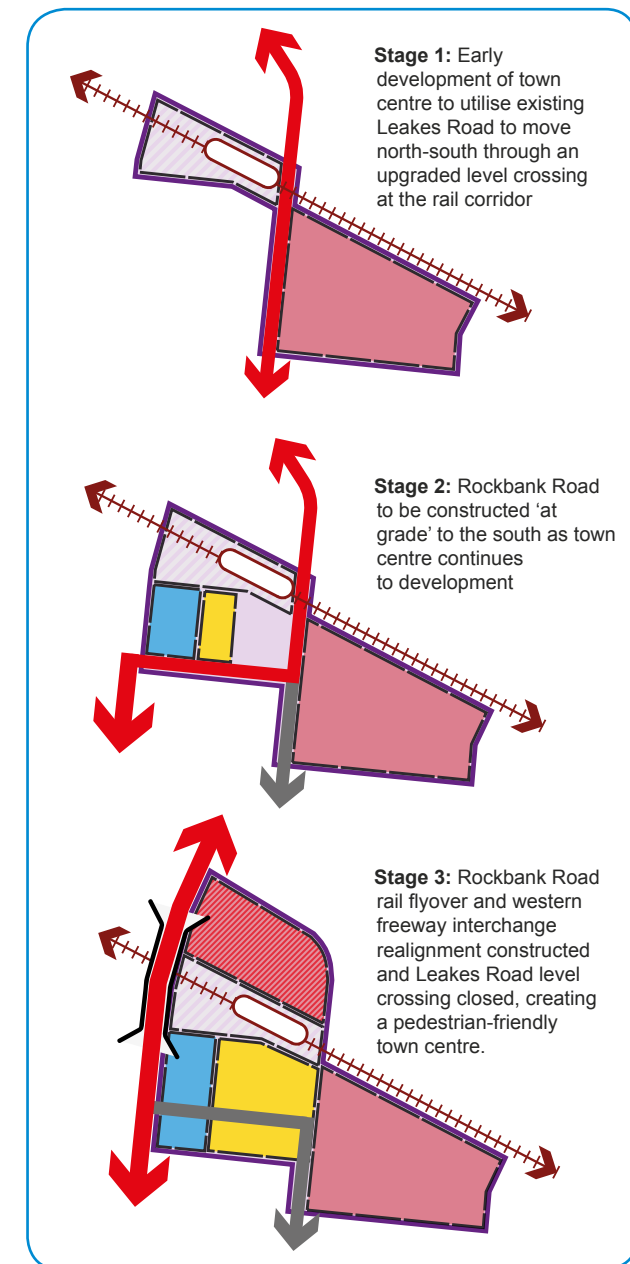 Stage 1: Early
development of town
centre to utilise existing
Leakes Road to move
north-south through an
upgraded level crossing
at the rail corridor
Stage 2: Rockbank Road
to be constructed ‘at
grade’ to the south as town
centre continues
to development
Stage 3: Rockbank Road
rail flyover and western
freeway interchange
realignment constructed
and Leakes Road level
crossing closed, creating
a pedestrian-friendly
town centre.